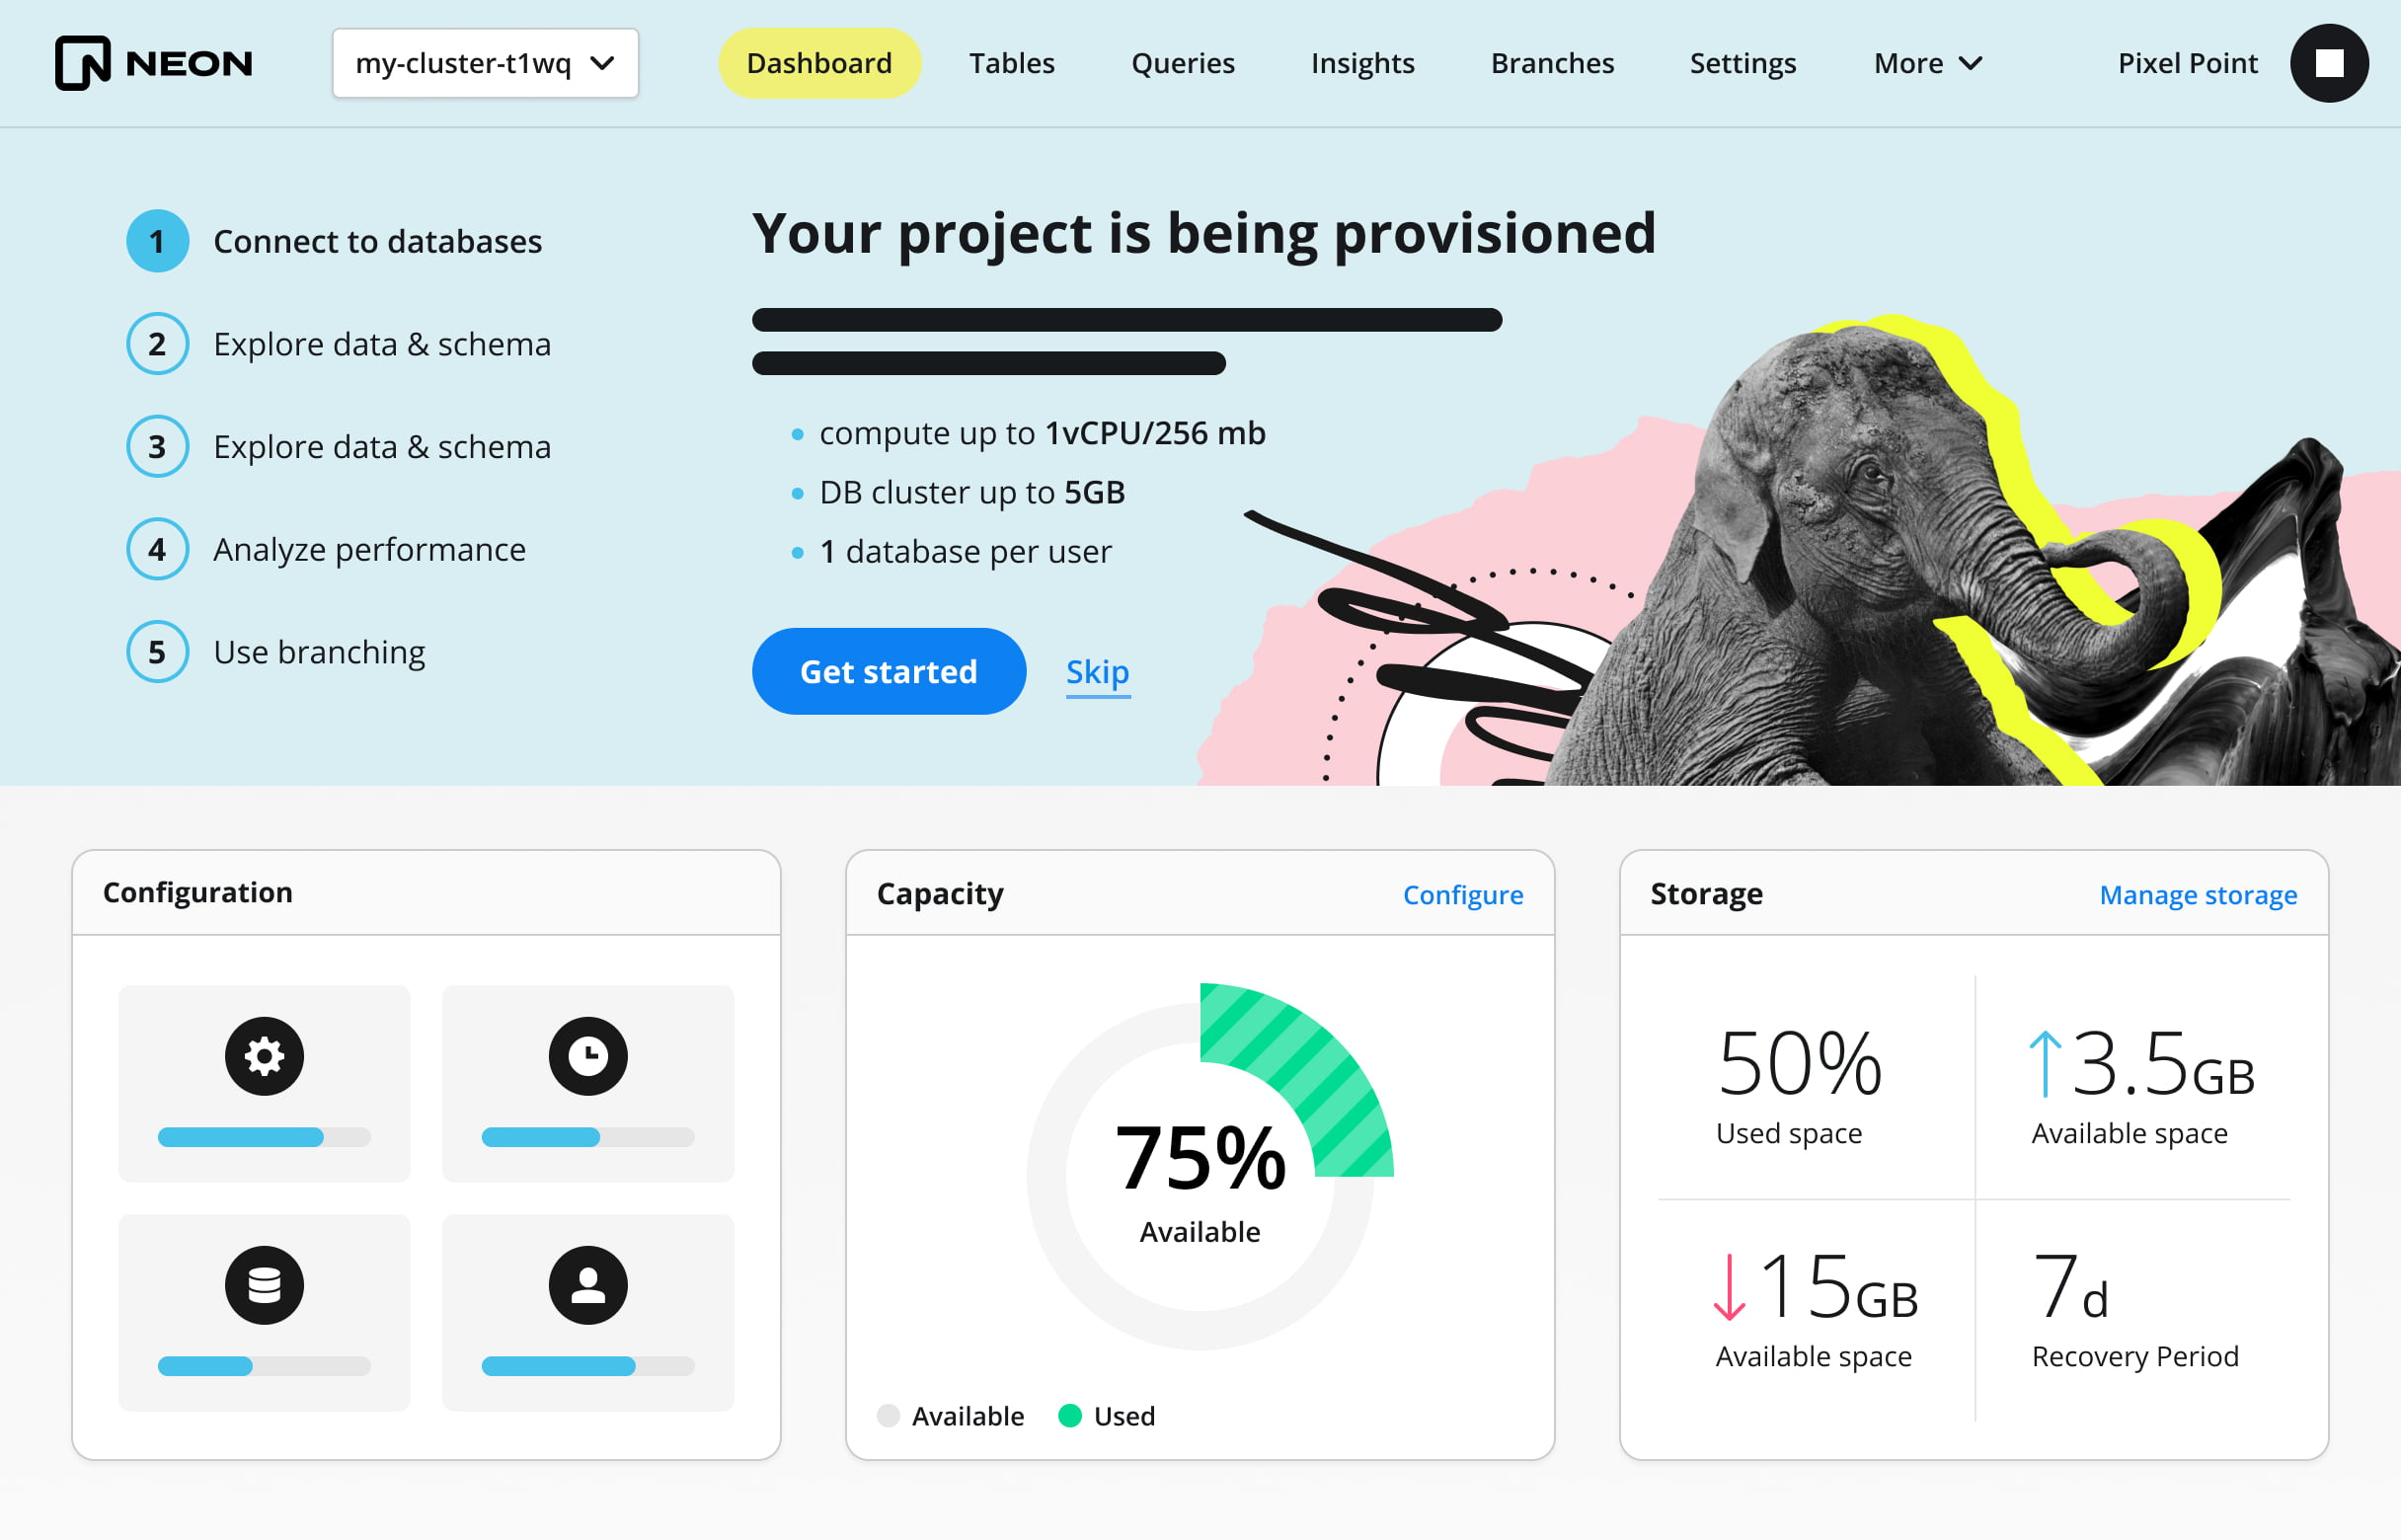 NEON
my-cluster-t1wq
Dashboard
Tables
Queries
Insights
Branches
Settings
More
Pixel Point
1 Connect to databases
2 Explore data & schema
3 Explore data & schema
4 Analyze performance
5 Use branching
Your project is being provisioned
compute up to 1vCPU/256 mb
DB cluster up to 5GB
1 database per user
Get started
Skip
Configuration
Capacity
Configure
75%
Available
Available
Used
Storage
Manage storage
50%
Used space
3.5GB
Available space
15GB
Available space
7d
Recovery Period